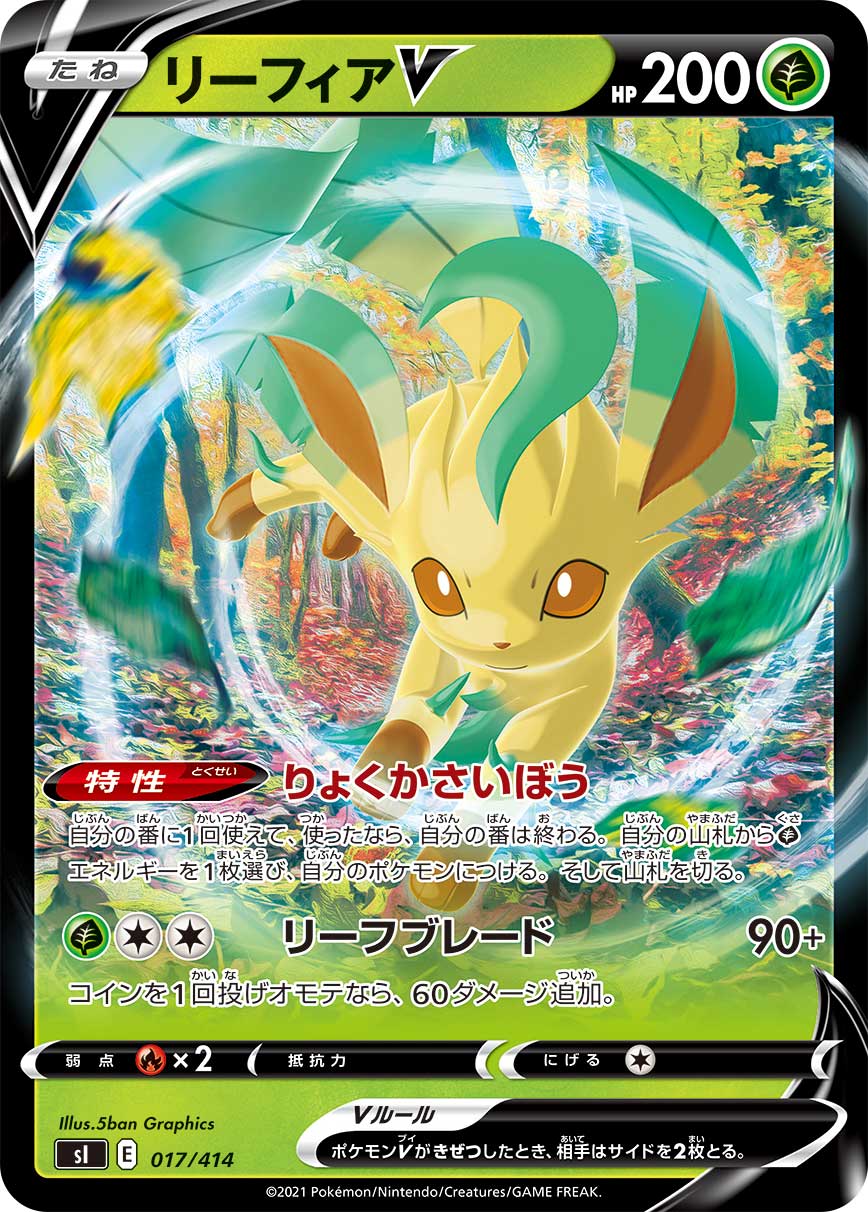 たね リーフィアV HP 200
特性 とくせい りょくかさいぼう
自分の番に1回使えて、使ったなら、自分の番は終わる。自分の山札から
エネルギーを1枚選び、自分のポケモンにつける。そして山札を切る。
リーフブレード 90+
コインを1回投げオモテなら、60ダメージ追加。
弱点 ×2 抵抗力 にげる
Illus.5ban Graphics
Vルール
ポケモンVがきぜつしたとき、相手はサイドを2枚とる。
sI E 017/414
©2021 Pokémon/Nintendo/Creatures/GAME FREAK.